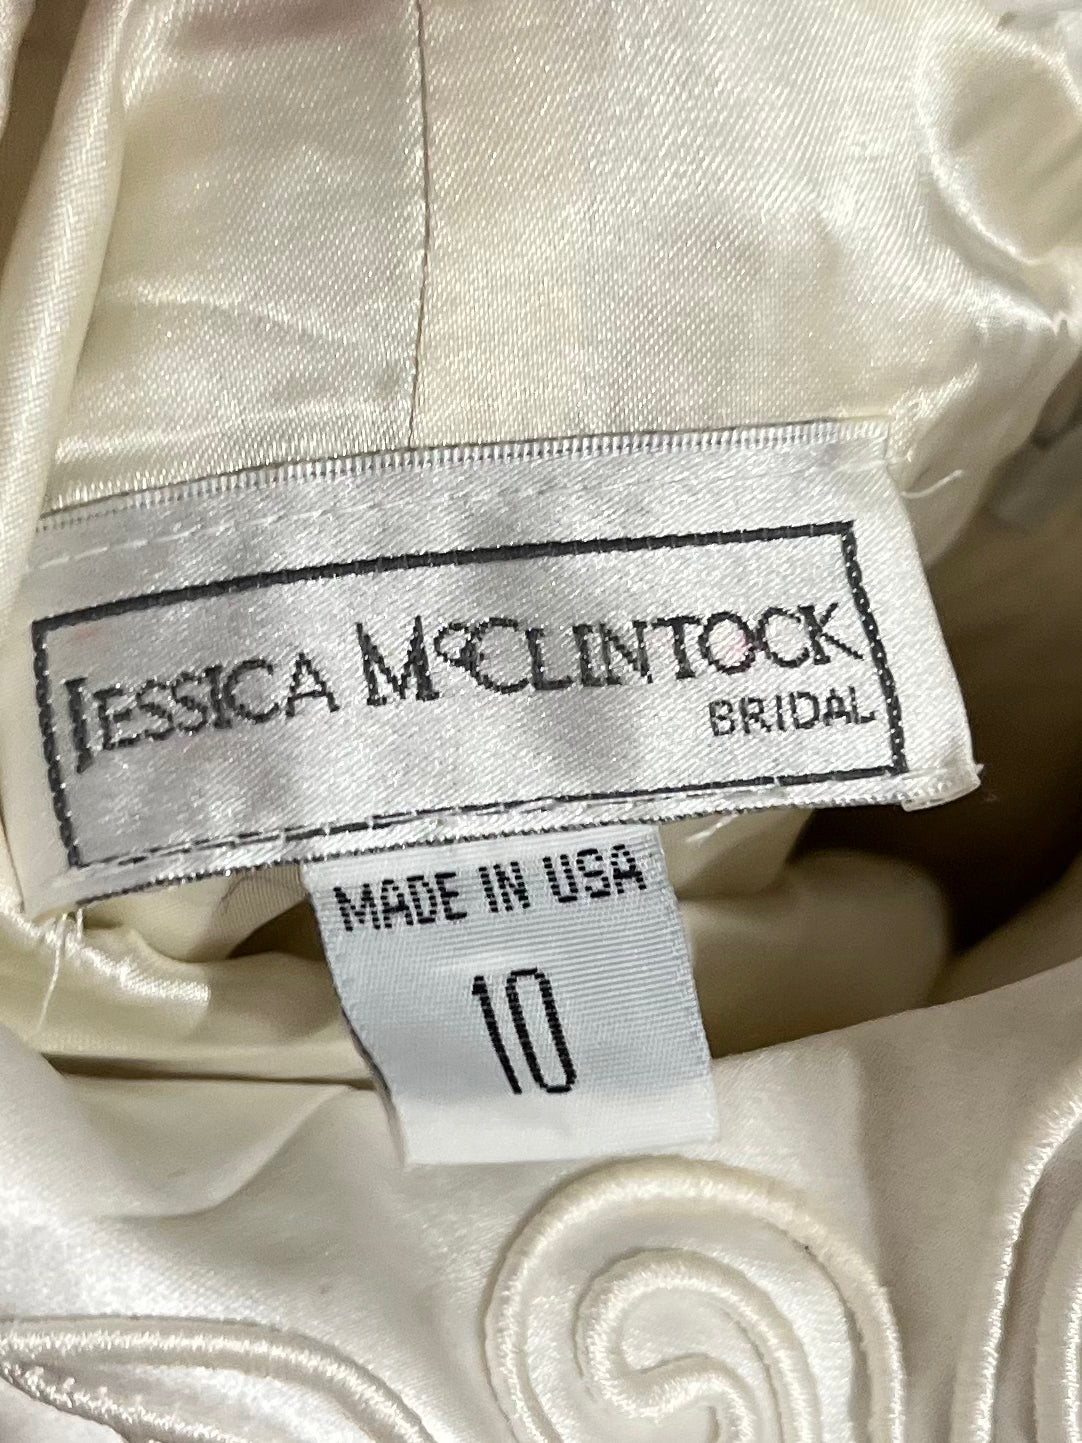 JESSICA McCLINTOCK
BRIDAL
MADE IN USA
10